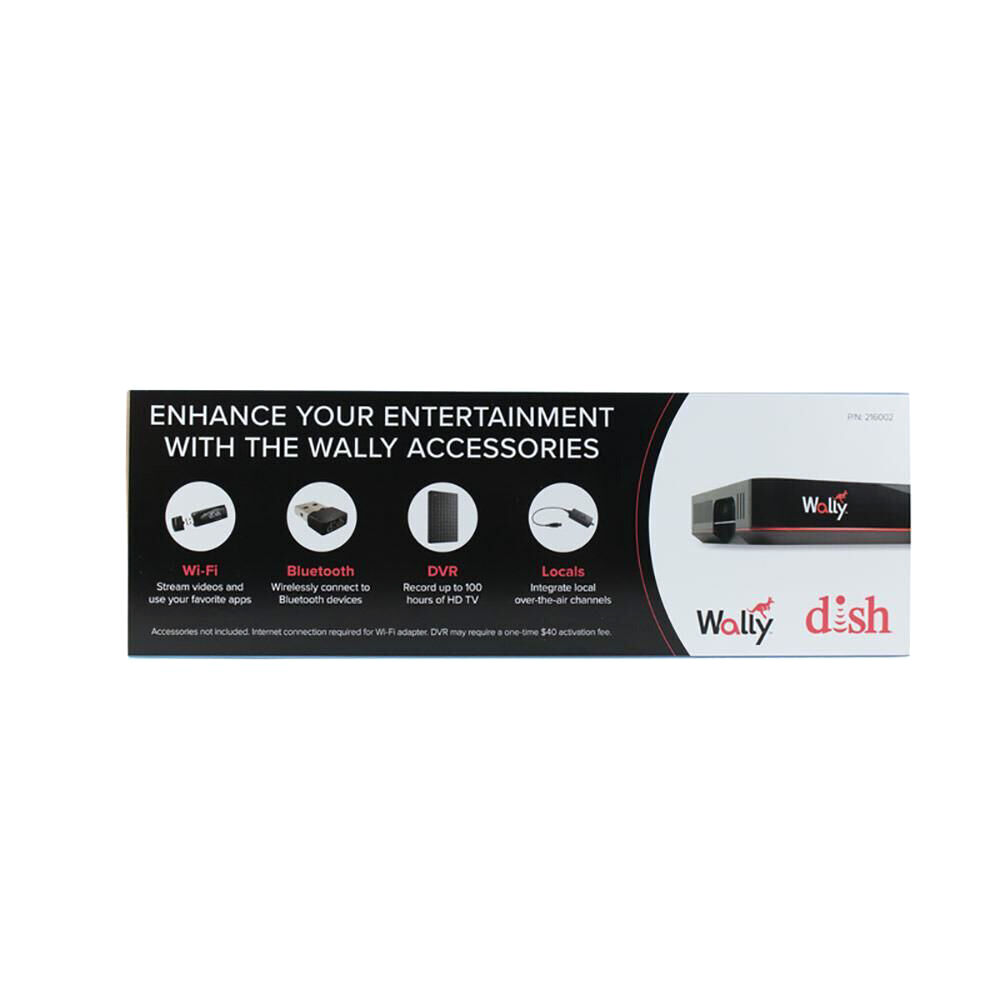 ENHANCE YOUR ENTERTAINMENT
WITH THE WALLY ACCESSORIES
Wi-Fi
Stream videos and
use your favorite apps
Bluetooth
Wirelessly connect to
Bluetooth devices
DVR
Record up to 100
hours of HD TV
Locals
Integrate local
over-the-air channels
Accessories not included. Internet connection required for Wi-Fi adapter. DVR may require a one-time $40 activation fee.
P/N: 216002
Wally
Wally
dish